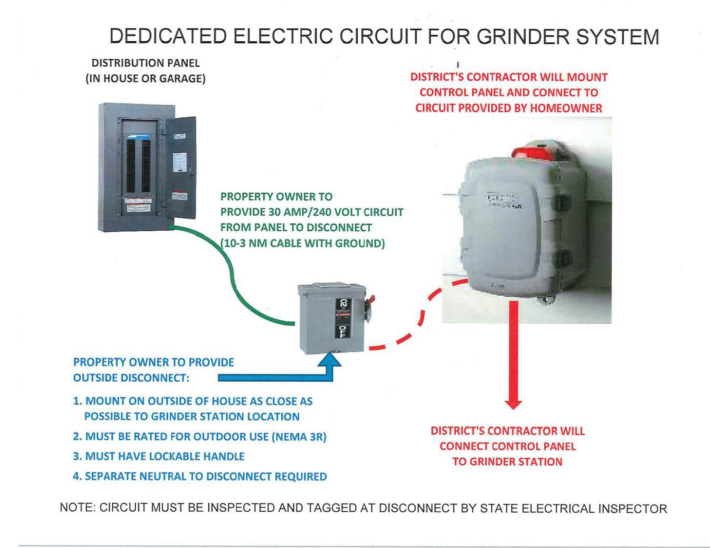 DEDICATED ELECTRIC CIRCUIT FOR GRINDER SYSTEM
DISTRIBUTION PANEL
(IN HOUSE OR GARAGE)
DISTRICT'S CONTRACTOR WILL MOUNT
CONTROL PANEL AND CONNECT TO
CIRCUIT PROVIDED BY HOMEOWNER
PROPERTY OWNER TO
PROVIDE 30 AMP/240 VOLT CIRCUIT
FROM PANEL TO DISCONNECT
(10-3 NM CABLE WITH GROUND)
PROPERTY OWNER TO PROVIDE
OUTSIDE DISCONNECT:
1. MOUNT ON OUTSIDE OF HOUSE AS CLOSE AS
POSSIBLE TO GRINDER STATION LOCATION
2. MUST BE RATED FOR OUTDOOR USE (NEMA 3R)
3. MUST HAVE LOCKABLE HANDLE
4. SEPARATE NEUTRAL TO DISCONNECT REQUIRED
DISTRICT'S CONTRACTOR WILL
CONNECT CONTROL PANEL
TO GRINDER STATION
NOTE: CIRCUIT MUST BE INSPECTED AND TAGGED AT DISCONNECT BY STATE ELECTRICAL INSPECTOR